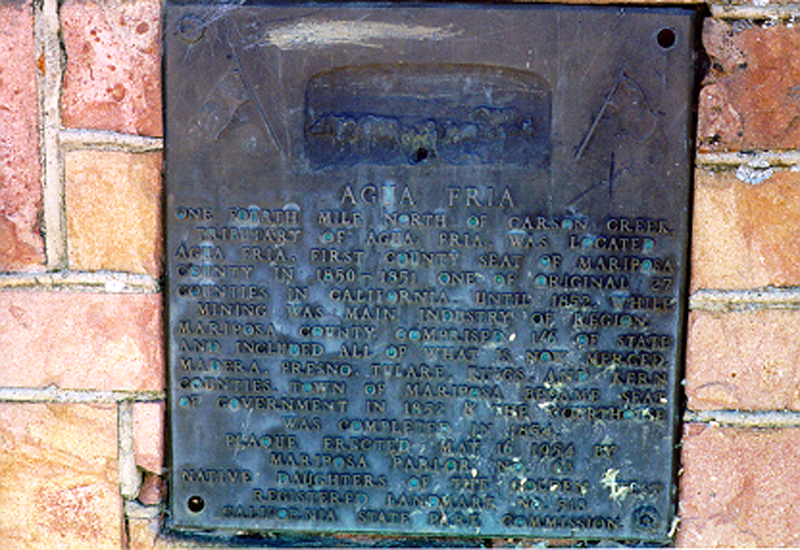 AGUA FRIA
ONE FOURTH MILE NORTH OF CARSON CREEK,
TRIBUTARY OF AGUA FRIA, WAS LOCATED
AGUA FRIA, FIRST COUNTY SEAT OF MARIPOSA
COUNTY IN 1850-1851 ONE OF ORIGINAL 27
COUNTIES IN CALIFORNIA. UNTIL 1852, WHILE
MINING WAS MAIN INDUSTRY OF REGION,
MARIPOSA COUNTY COMPRISED 1/6 OF STATE
AND INCLUDED ALL OF WHAT IS NOW MERCED,
MADERA, FRESNO, TULARE, KINGS AND KERN
COUNTIES. TOWN OF MARIPOSA BECAME SEAT
OF GOVERNMENT IN 1852 & THE COURTHOUSE
WAS COMPLETED IN 1854.
PLAQUE ERECTED MAY 16 1954 BY
MARIPOSA PARLOR NO. 63
NATIVE DAUGHTERS OF THE GOLDEN WEST
REGISTERED LANDMARK NO. 518
CALIFORNIA STATE PARK COMMISSION